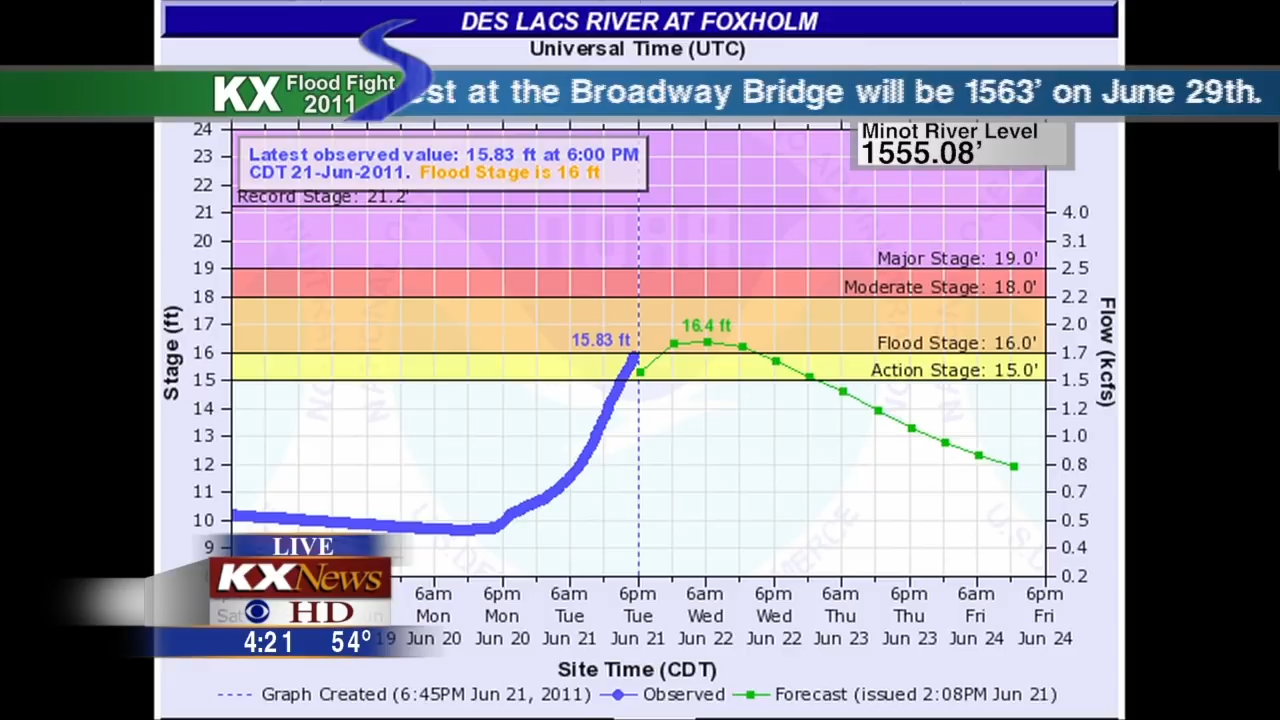 DES LACS RIVER AT FOXHOLM
Universal Time (UTC)
KX Flood Fight 2011
est at the Broadway Bridge will be 1563' on June 29th.
Minot River Level
1555.08'
Latest observed value: 15.83 ft at 6:00 PM
CDT 21-Jun-2011. Flood Stage is 16 ft
Record Stage: 21.2'
Major Stage: 19.0'
Moderate Stage: 18.0'
Flood Stage: 16.0'
Action Stage: 15.0'
15.83 ft
16.4 ft
Stage (ft)
24
23
22
21
20
19
18
17
16
15
14
13
12
11
10
9
Flow (kcfs)
4.0
3.1
2.5
2.2
2.0
1.7
1.5
1.2
1.0
0.8
0.7
0.5
0.4
0.2
LIVE
KX News
HD
4:21 54°
6am 6pm 6am 6pm 6am 6pm 6am 6pm 6am 6pm
Mon Mon Tue Tue Wed Wed Thu Thu Fri Fri
19 Jun 20 Jun 20 Jun 21 Jun 21 Jun 22 Jun 22 Jun 23 Jun 23 Jun 24 Jun 24
Site Time (CDT)
Graph Created (6:45PM Jun 21, 2011) Observed Forecast (issued 2:08PM Jun 21)